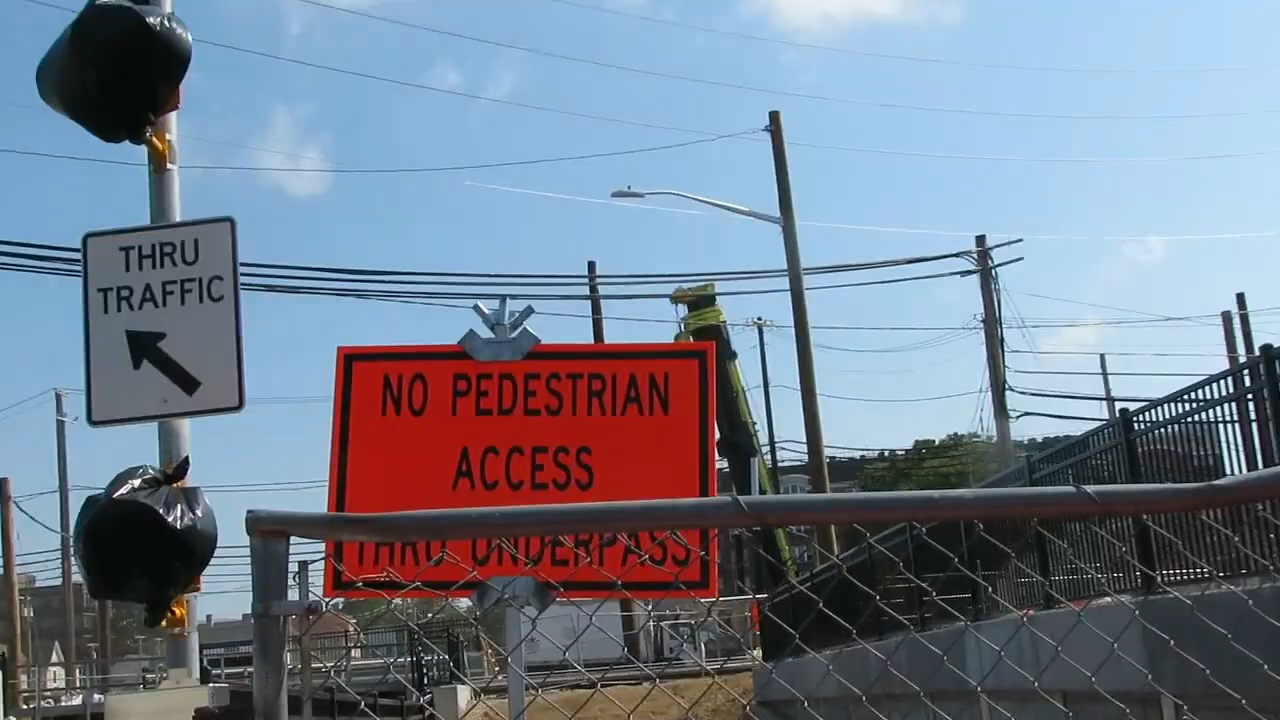 THRU
TRAFFIC
NO PEDESTRIAN
ACCESS
THRU UNDERPASS